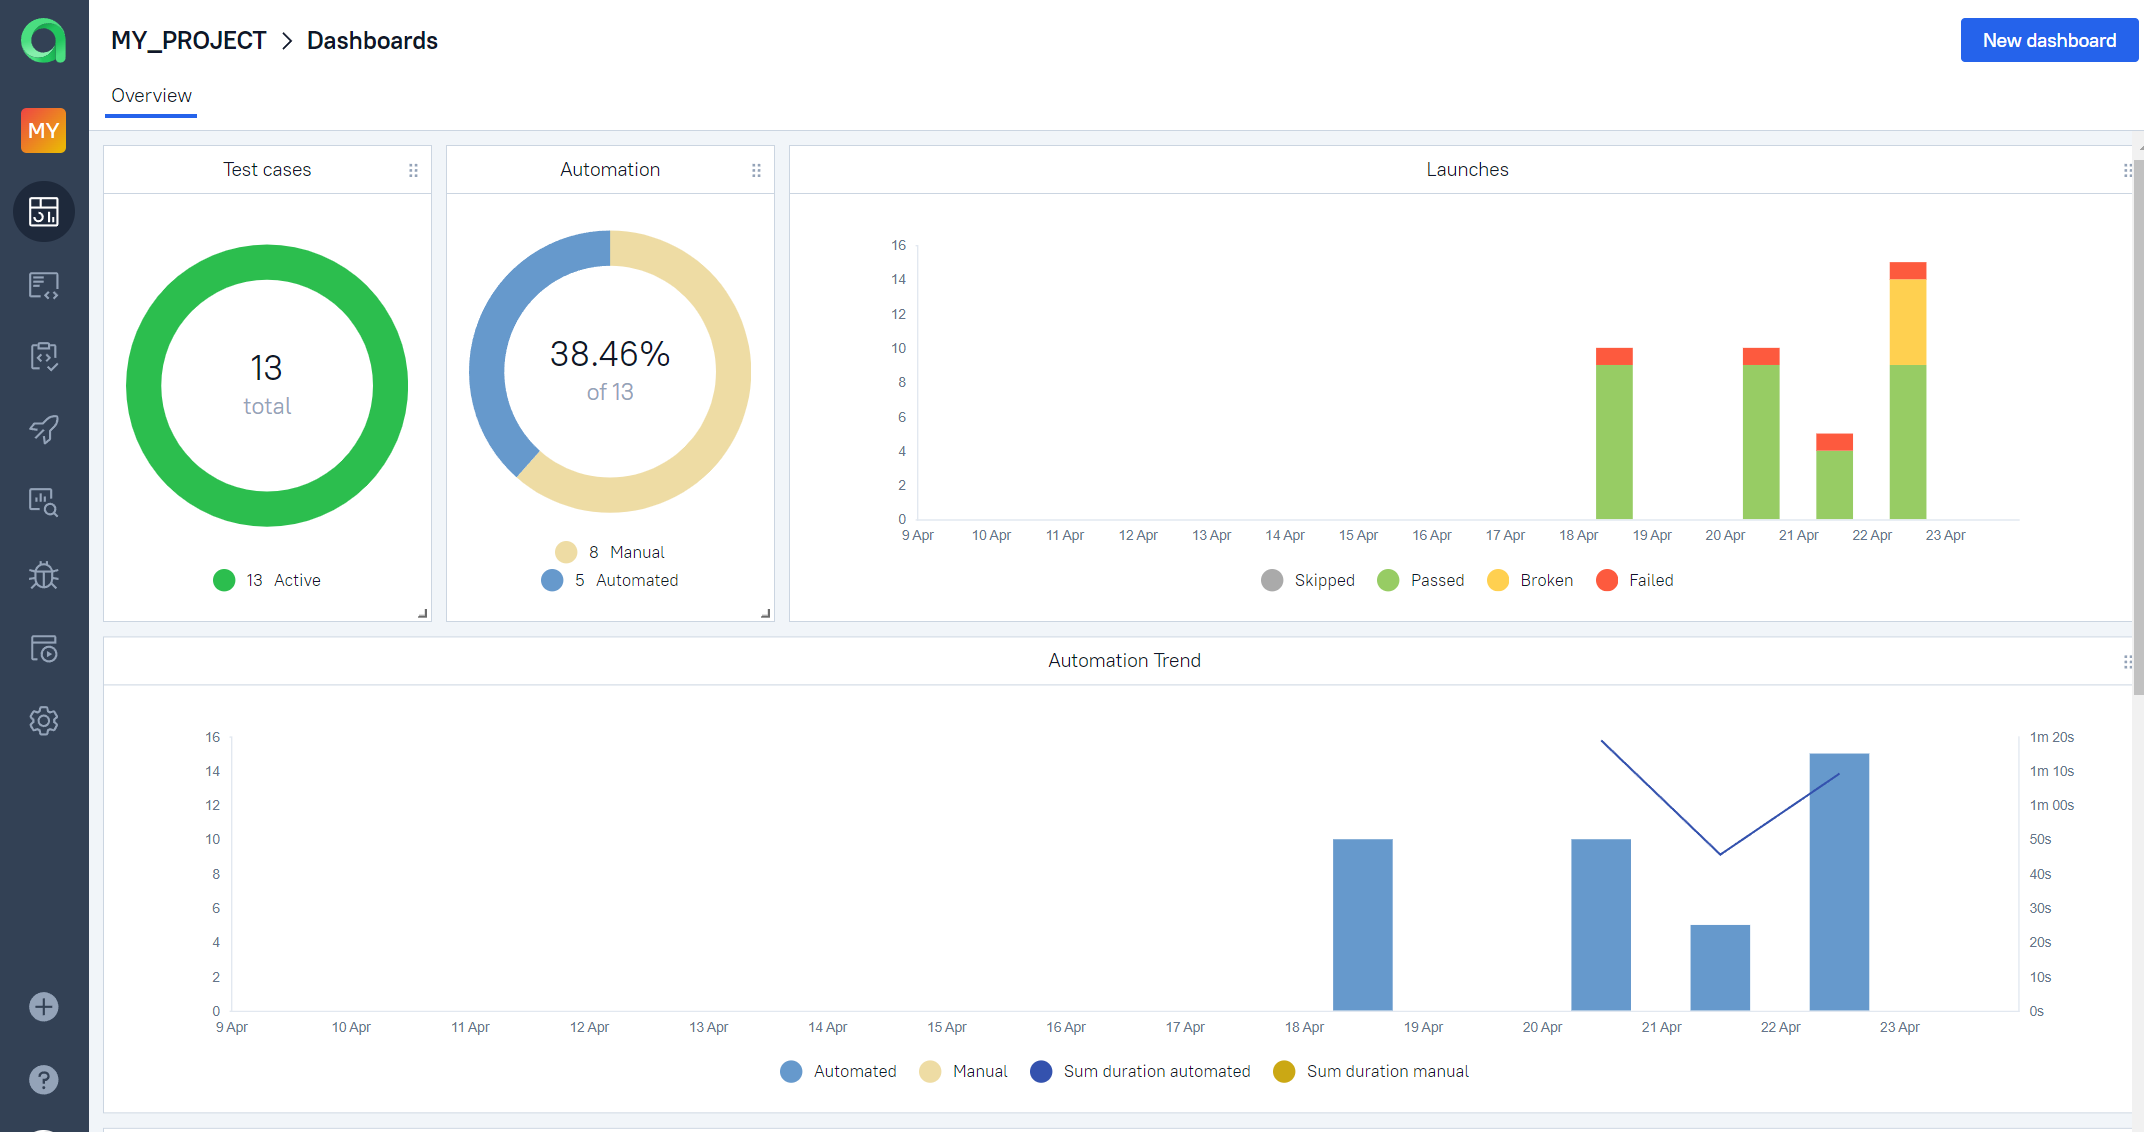 MY_PROJECT > Dashboards
New dashboard
Overview
MY
Test cases
13
total
13 Active
Automation
38.46%
of 13
8 Manual
5 Automated
Launches
16
14
12
10
8
6
4
2
0
9 Apr 10 Apr 11 Apr 12 Apr 13 Apr 14 Apr 15 Apr 16 Apr 17 Apr 18 Apr 19 Apr 20 Apr 21 Apr 22 Apr 23 Apr
Skipped Passed Broken Failed
Automation Trend
16 1m 20s
14 1m 10s
12 1m 00s
10 50s
8 40s
6 30s
4 20s
2 10s
0 0s
9 Apr 10 Apr 11 Apr 12 Apr 13 Apr 14 Apr 15 Apr 16 Apr 17 Apr 18 Apr 19 Apr 20 Apr 21 Apr 22 Apr 23 Apr
Automated Manual Sum duration automated Sum duration manual